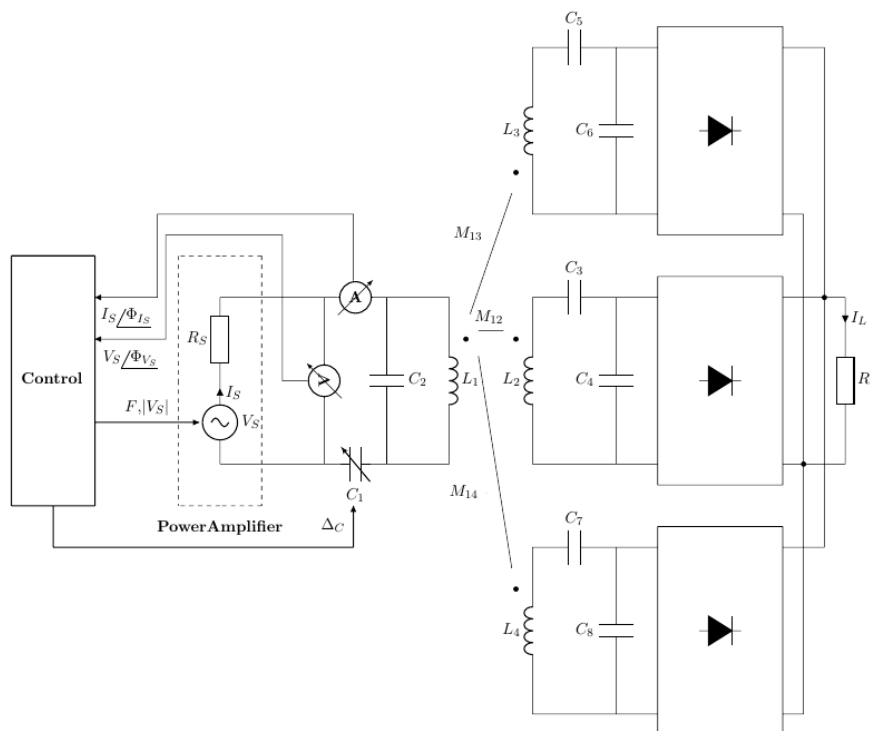 C5
L3
C6
M13
A
IS/ΦIS
VS/ΦVS
RS
C3
M12
IL
Control
V
C2
L1
L2
C4
R
IS
F,|VS|
VS
C1
M14
PowerAmplifier
ΔC
C7
L4
C8